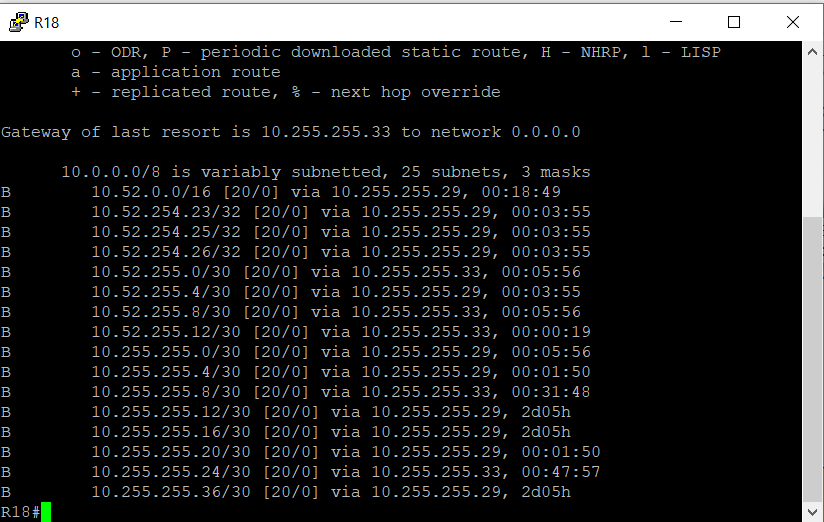 R18
o - ODR, P - periodic downloaded static route, H - NHRP, l - LISP
a - application route
+ - replicated route, % - next hop override
Gateway of last resort is 10.255.255.33 to network 0.0.0.0
10.0.0.0/8 is variably subnetted, 25 subnets, 3 masks
B 10.52.0.0/16 [20/0] via 10.255.255.29, 00:18:49
B 10.52.254.23/32 [20/0] via 10.255.255.29, 00:03:55
B 10.52.254.25/32 [20/0] via 10.255.255.29, 00:03:55
B 10.52.254.26/32 [20/0] via 10.255.255.29, 00:03:55
B 10.52.255.0/30 [20/0] via 10.255.255.33, 00:05:56
B 10.52.255.4/30 [20/0] via 10.255.255.29, 00:03:55
B 10.52.255.8/30 [20/0] via 10.255.255.33, 00:05:56
B 10.52.255.12/30 [20/0] via 10.255.255.33, 00:00:19
B 10.255.255.0/30 [20/0] via 10.255.255.29, 00:05:56
B 10.255.255.4/30 [20/0] via 10.255.255.29, 00:01:50
B 10.255.255.8/30 [20/0] via 10.255.255.33, 00:31:48
B 10.255.255.12/30 [20/0] via 10.255.255.29, 2d05h
B 10.255.255.16/30 [20/0] via 10.255.255.29, 2d05h
B 10.255.255.20/30 [20/0] via 10.255.255.29, 00:01:50
B 10.255.255.24/30 [20/0] via 10.255.255.33, 00:47:57
B 10.255.255.36/30 [20/0] via 10.255.255.29, 2d05h
R18#